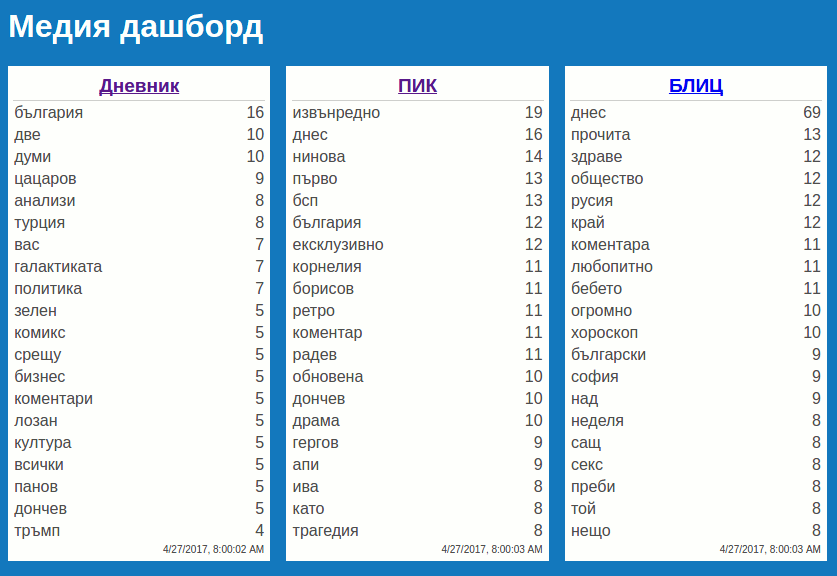 Медия дашборд
Дневник
българия 16
две 10
думи 10
цацаров 9
анализи 8
турция 8
вас 7
галактиката 7
политика 7
зелен 5
комикс 5
срещу 5
бизнес 5
коментари 5
лозан 5
култура 5
всички 5
панов 5
дончев 5
тръмп 4
4/27/2017, 8:00:02 AM
ПИК
извънредно 19
днес 16
нинова 14
първо 13
бсп 13
българия 12
ексклузивно 12
корнелия 11
борисов 11
ретро 11
коментар 11
радев 11
обновена 10
дончев 10
драма 10
гергов 9
апи 9
ива 8
като 8
трагедия 8
4/27/2017, 8:00:03 AM
БЛИЦ
днес 69
прочита 13
здраве 12
общество 12
русия 12
край 12
коментара 11
любопитно 11
бебето 11
огромно 10
хороскоп 10
български 9
софия 9
над 9
неделя 8
сащ 8
секс 8
преби 8
той 8
нещо 8
4/27/2017, 8:00:03 AM